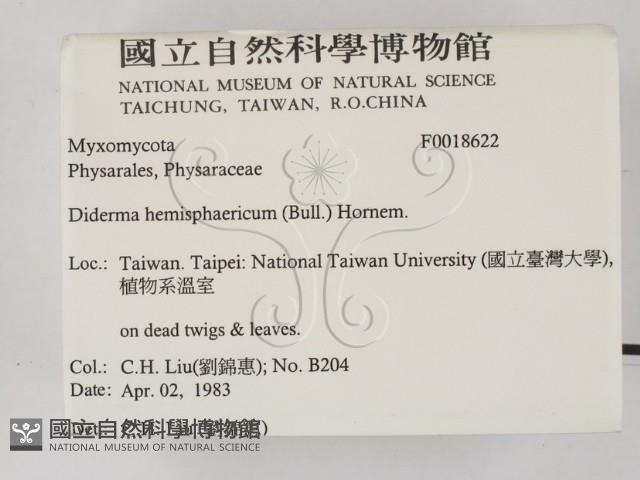 國立自然科學博物館
NATIONAL MUSEUM OF NATURAL SCIENCE
TAICHUNG, TAIWAN, R.O.CHINA
Myxomycota F0018622
Physarales, Physaraceae
Diderma hemisphaericum (Bull.) Hornem.
Loc.: Taiwan. Taipei: National Taiwan University (國立臺灣大學),
植物系溫室
on dead twigs & leaves.
Col.: C.H. Liu(劉錦惠); No. B204
Date: Apr. 02, 1983
國立自然科學博物館
NATIONAL MUSEUM OF NATURAL SCIENCE